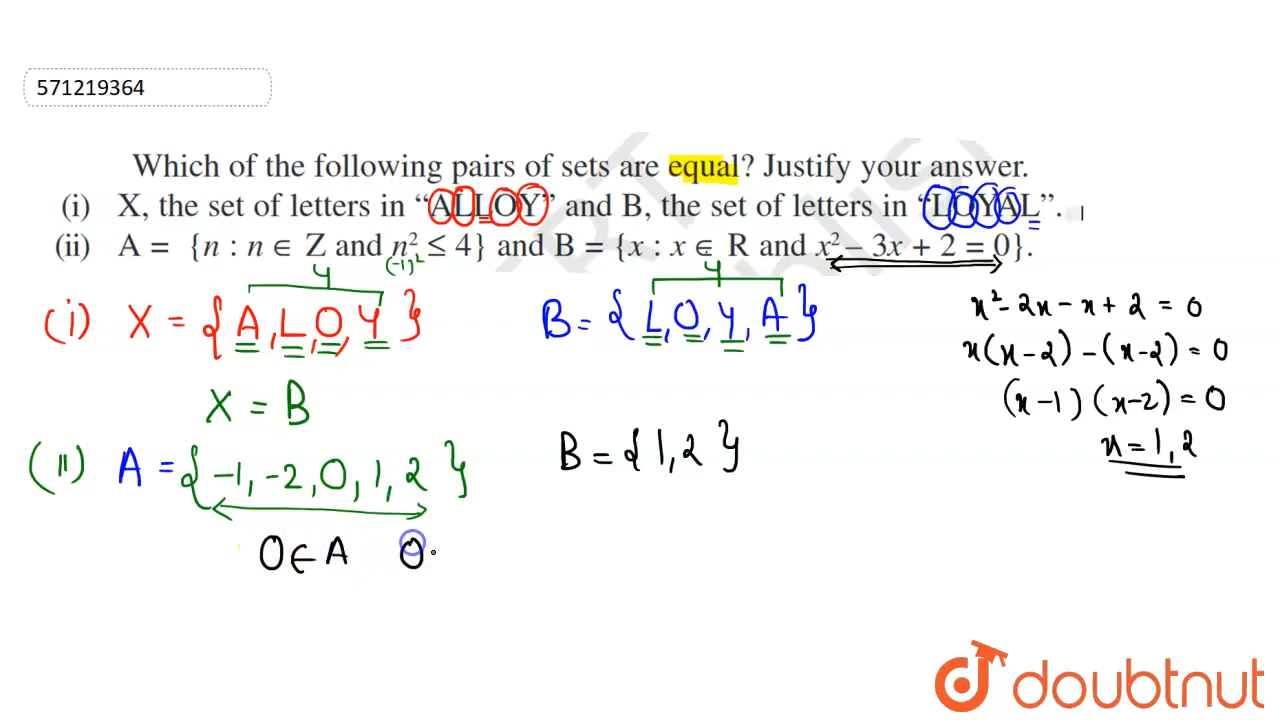 571219364
Which of the following pairs of sets are equal? Justify your answer.
(i) X, the set of letters in “ALLOY” and B, the set of letters in “LOYAL”.
(ii) A = {n : n ∈ Z and n² ≤ 4} and B = {x : x ∈ R and x² – 3x + 2 = 0}.
(-1)²
4
4
(i) X = {A, L, O, Y}
B = {L, O, Y, A}
x² - 2x - x + 2 = 0
x(x - 2) - (x - 2) = 0
X = B
(x - 1) (x - 2) = 0
(ii) A = {-1, -2, 0, 1, 2}
B = {1, 2}
x = 1, 2
0 ∈ A 0
doubtnut